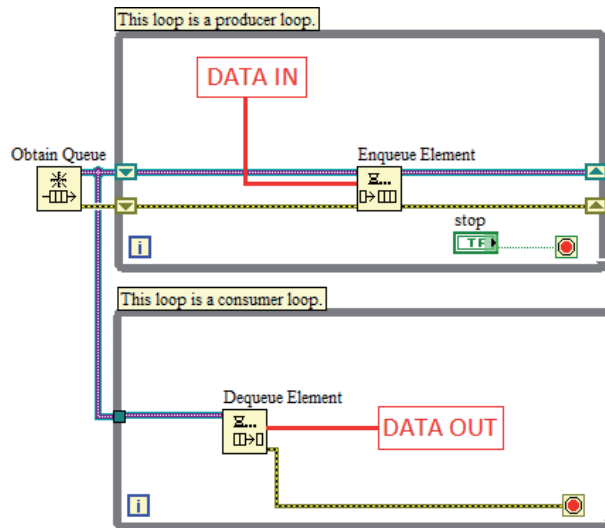 This loop is a producer loop.
DATA IN
Obtain Queue
Enqueue Element
stop
TF
i
This loop is a consumer loop.
Dequeue Element
DATA OUT
i